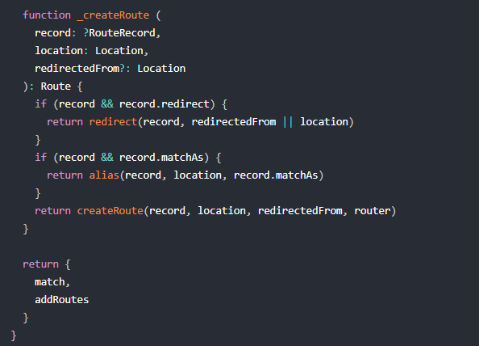 function _createRoute (
record: ?RouteRecord,
location: Location,
redirectedFrom?: Location
): Route {
if (record && record.redirect) {
return redirect(record, redirectedFrom || location)
}
if (record && record.matchAs) {
return alias(record, location, record.matchAs)
}
return createRoute(record, location, redirectedFrom, router)
}
return {
match,
addRoutes
}
}